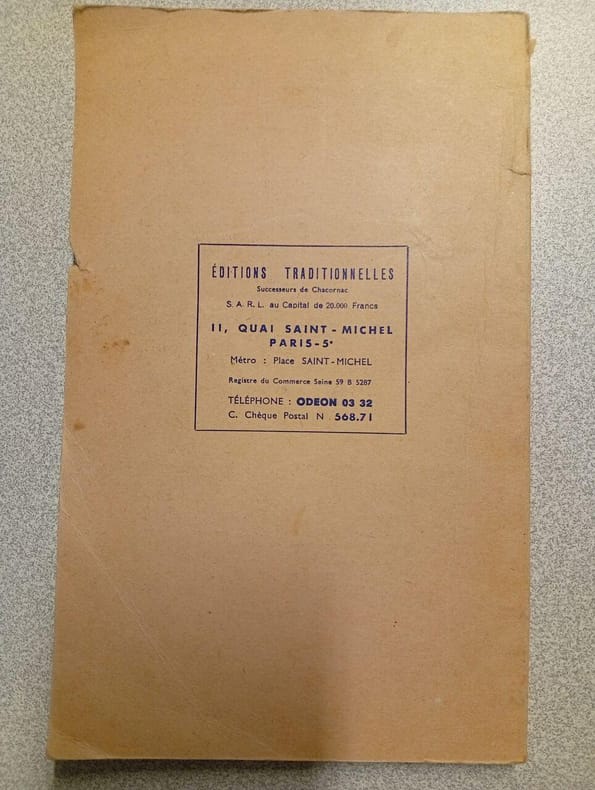 ÉDITIONS TRADITIONNELLES
Successeurs de Chacornac
S. A. R. L. au Capital de 20.000 Francs
11, QUAI SAINT-MICHEL
PARIS-5e
Métro : Place SAINT-MICHEL
Registre du Commerce Seine 59 B 5287
TÉLÉPHONE : ODEON 03 32
C. Chèque Postal N 568.71